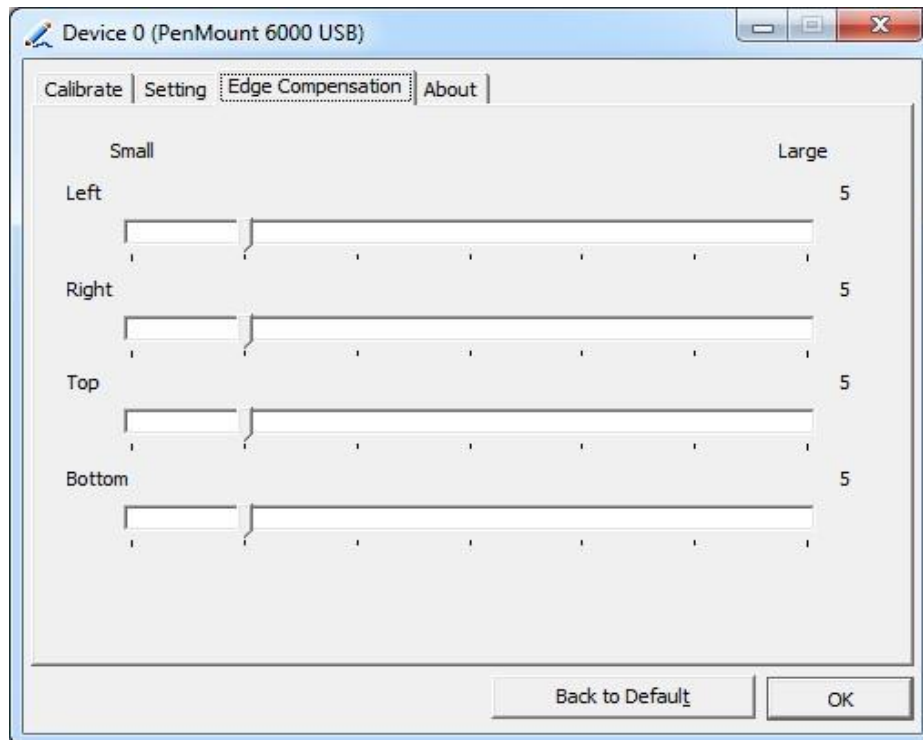 Device 0 (PenMount 6000 USB)
Calibrate Setting Edge Compensation About
Small Large
Left 5
Right 5
Top 5
Bottom 5
Back to Default OK